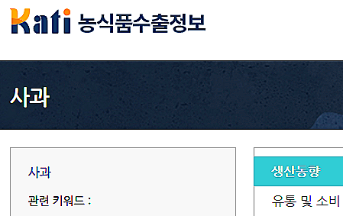 Kati 농식품수출정보
사과
사과
관련 키워드 :
생산동향
유통 및 소비